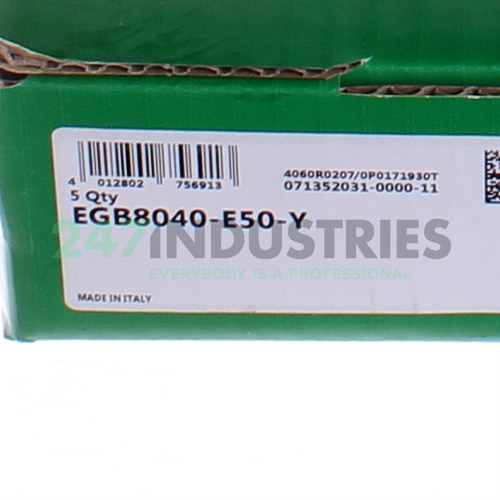 4 012802 756913
5 Qty
4060R0207/0P0171930T
071352031-0000-11
EGB8040-E50-Y
247INDUSTRIES
EVERYBODY IS A PROFESSIONAL
MADE IN ITALY